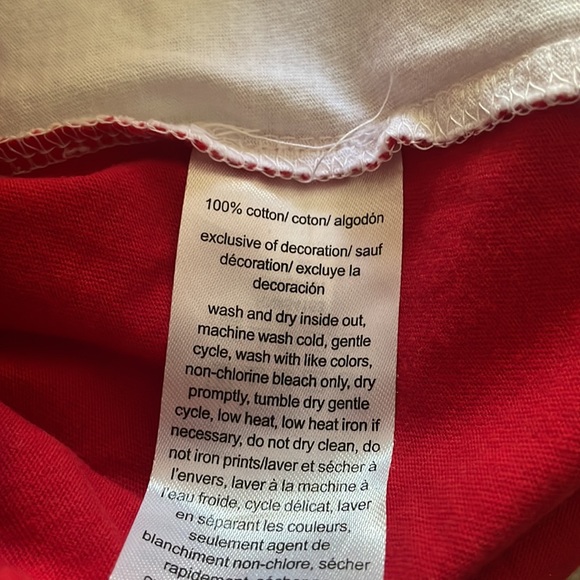 100% cotton/ coton/ algodón
exclusive of decoration/ sauf
décoration/ excluye la
decoración
wash and dry inside out,
machine wash cold, gentle
cycle, wash with like colors,
non-chlorine bleach only, dry
promptly, tumble dry gentle
cycle, low heat, low heat iron if
necessary, do not dry clean, do
not iron prints/laver et sécher à
l'envers, laver à la machine à
l'eau froide, cycle délicat, laver
en séparant les couleurs,
seulement agent de
blanchiment non-chlore, sécher